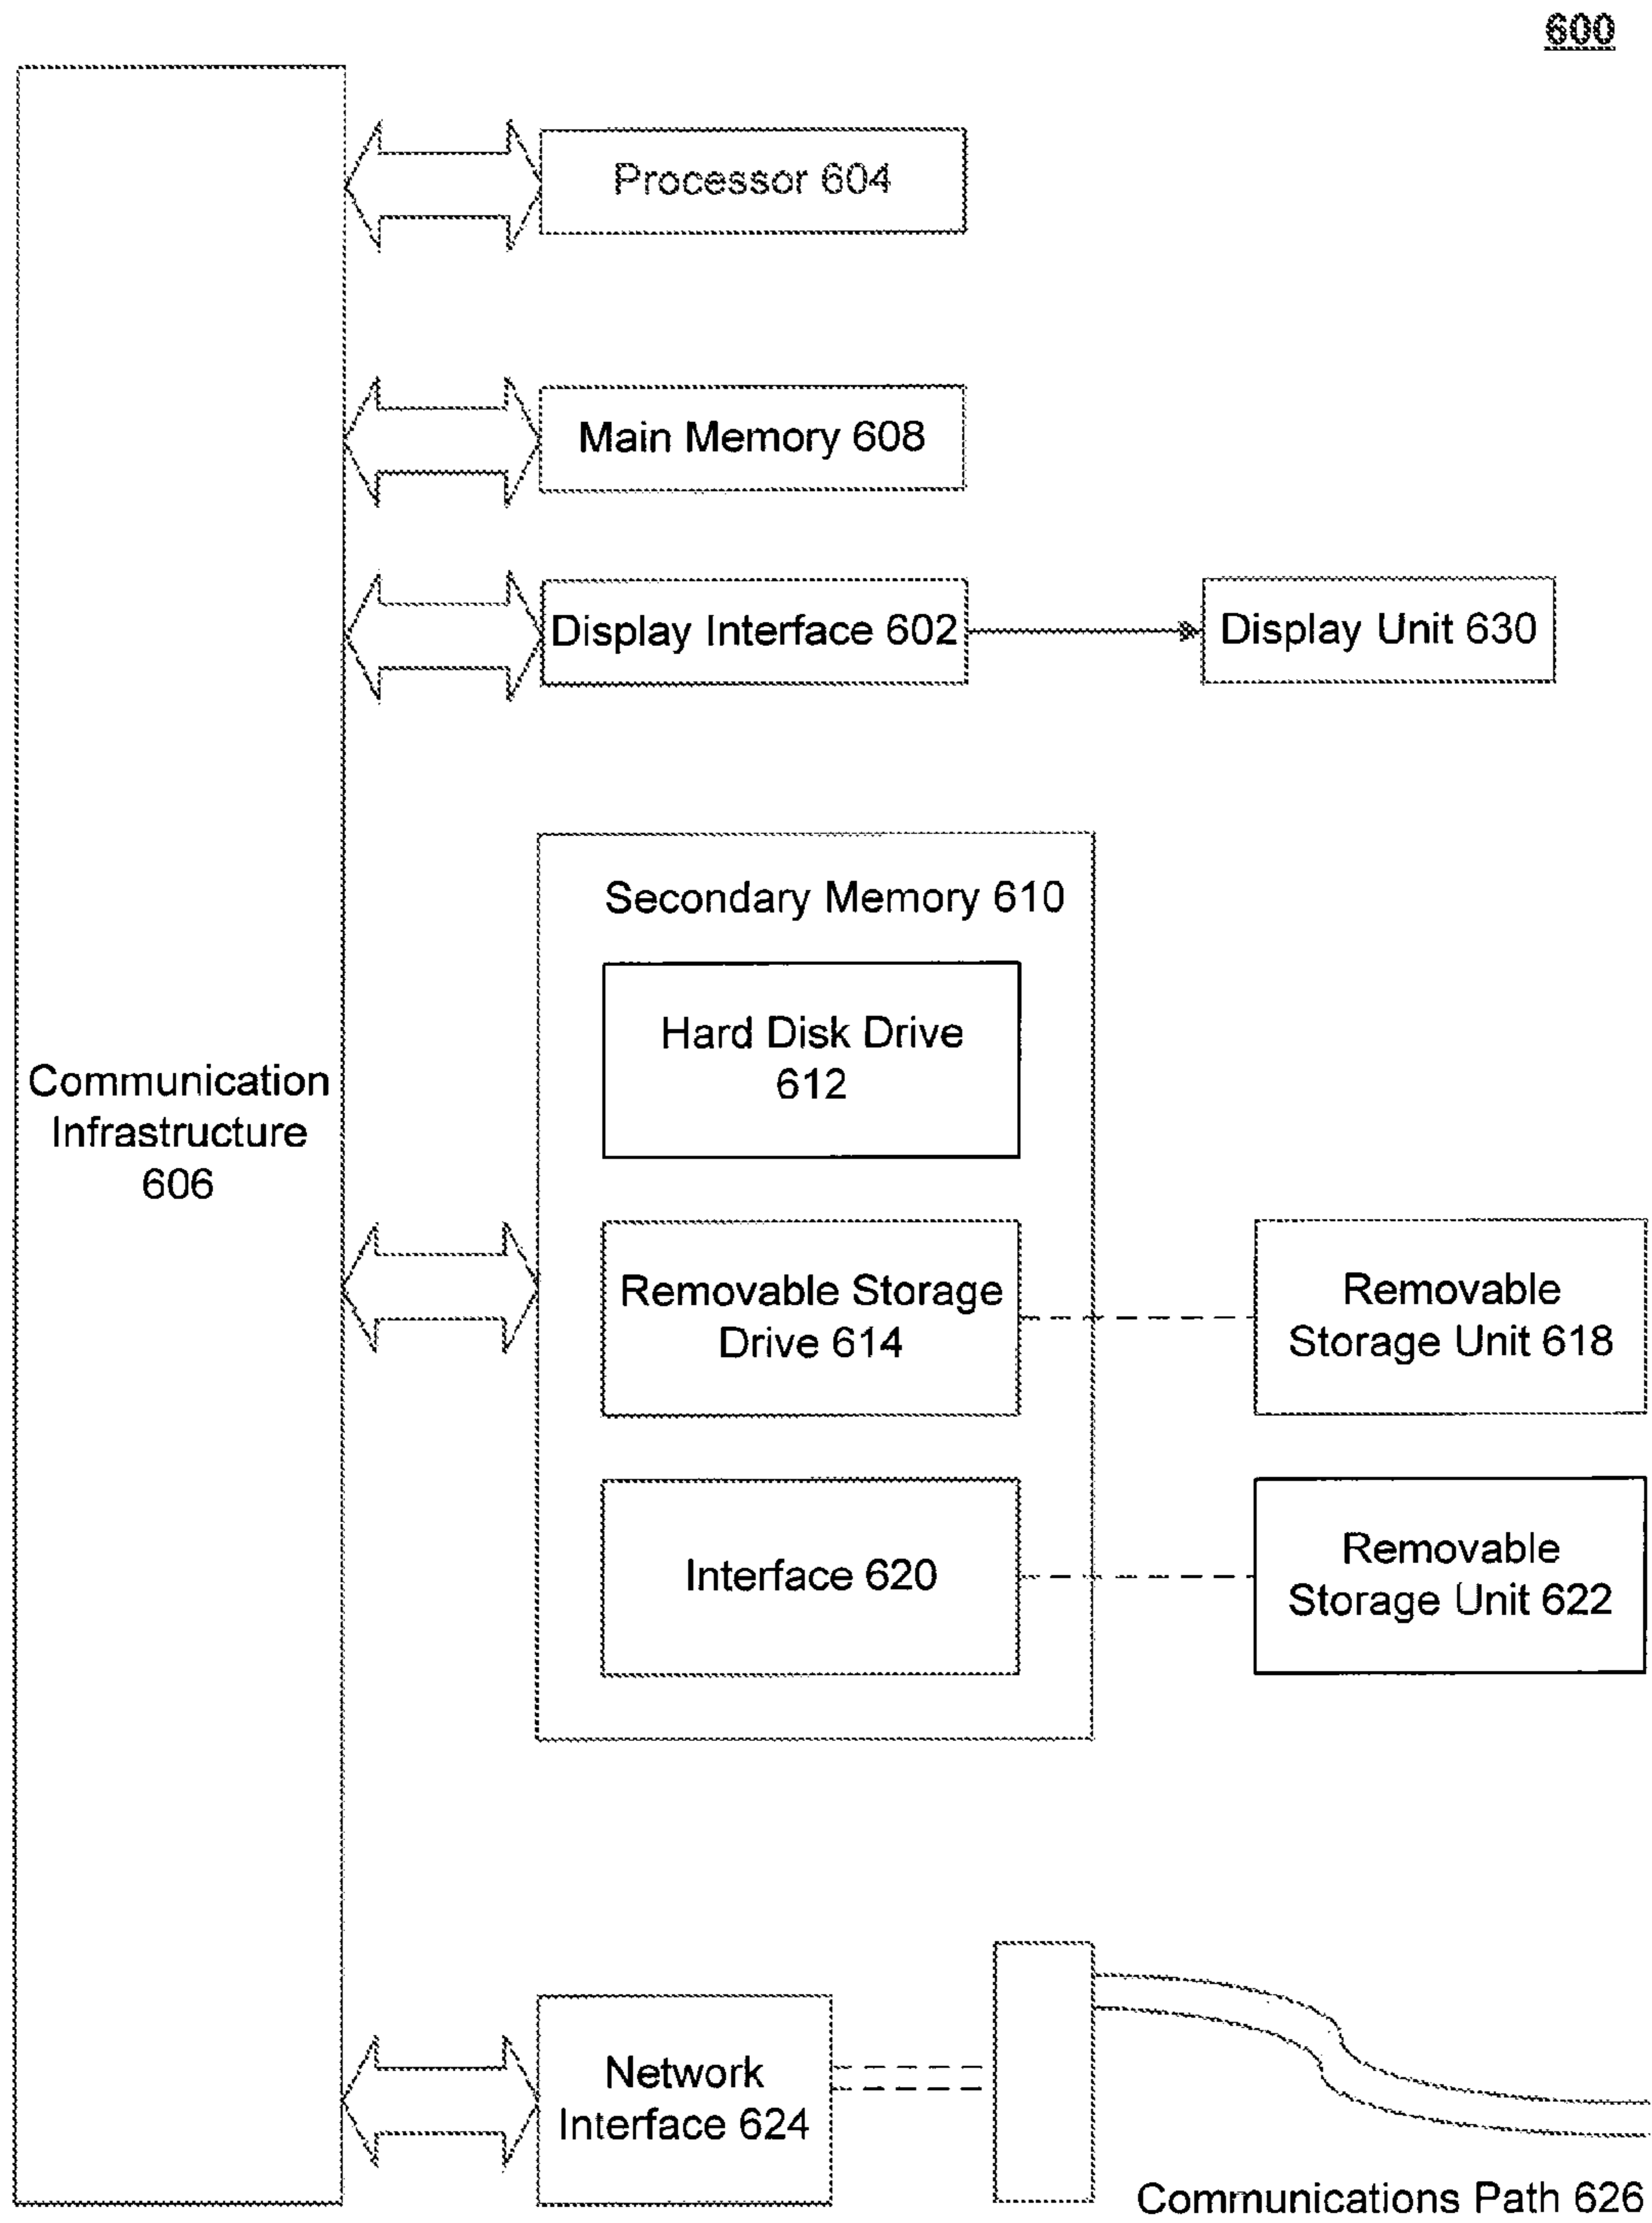 600
Processor 604
Main Memory 608
Display Interface 602
Display Unit 630
Secondary Memory 610
Hard Disk Drive
612
Communication
Infrastructure
606
Removable Storage
Drive 614
Removable
Storage Unit 618
Interface 620
Removable
Storage Unit 622
Network
Interface 624
Communications Path 626